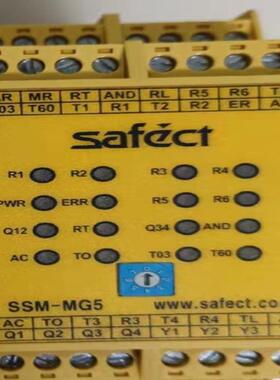 AR MR RT AND RL R5 R6
T03 T60 T1 R1 T2 R2 ER
safect
R1 R2 R3 R4
PWR ERR R5 R6
Q12 RT Q34 AND
AC TO T03 T60
SSM-MG5 www.safect.co
AC TO T3 R3 T4 R4 TL
Q1 Q2 Q3 Q4 Y1 Y2 Y3